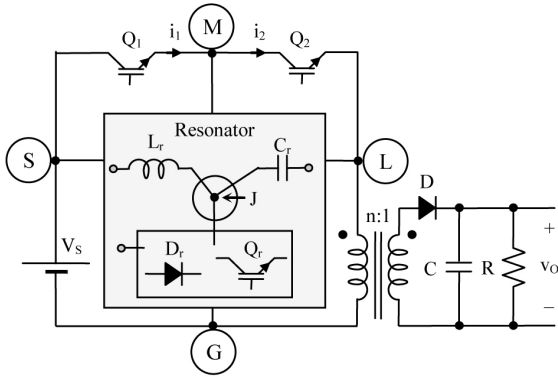 M
Q₁
i₁
i₂
Q₂
Resonator
S
Lᵣ
Cᵣ
L
J
D
n:1
Vₛ
Dᵣ
Qᵣ
C
R
+
vₒ
−
G